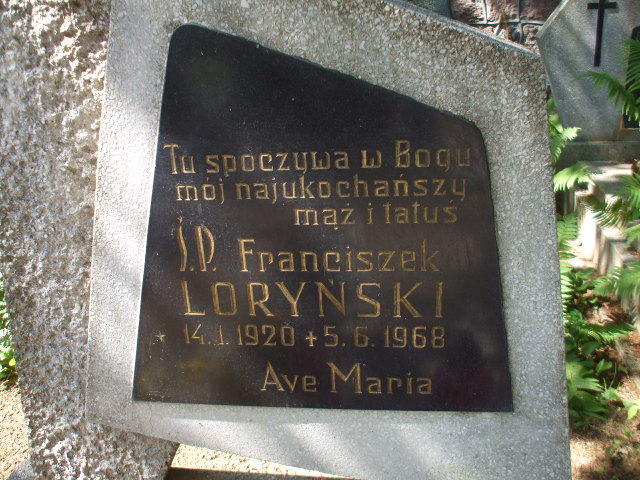 Tu spoczywa w Bogu
mój najukochańszy
mąż i tatuś
Ś.P. Franciszek
LORYŃSKI
* 14.1.1920 + 5.6.1968
Ave Maria